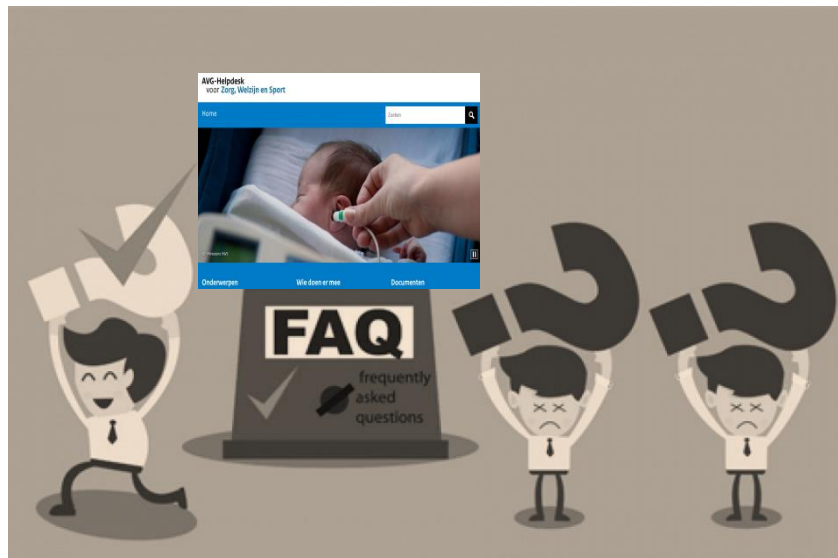 AVG-Helpdesk
voor Zorg, Welzijn en Sport
Home
Zoeken
Onderwerpen
Wie doen er mee
Documenten
FAQ
frequently
asked
questions